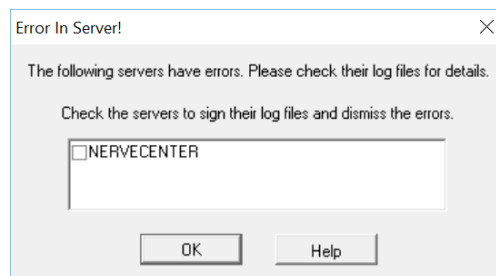 Error In Server!
The following servers have errors. Please check their log files for details.
Check the servers to sign their log files and dismiss the errors.
NERVECENTER
OK
Help